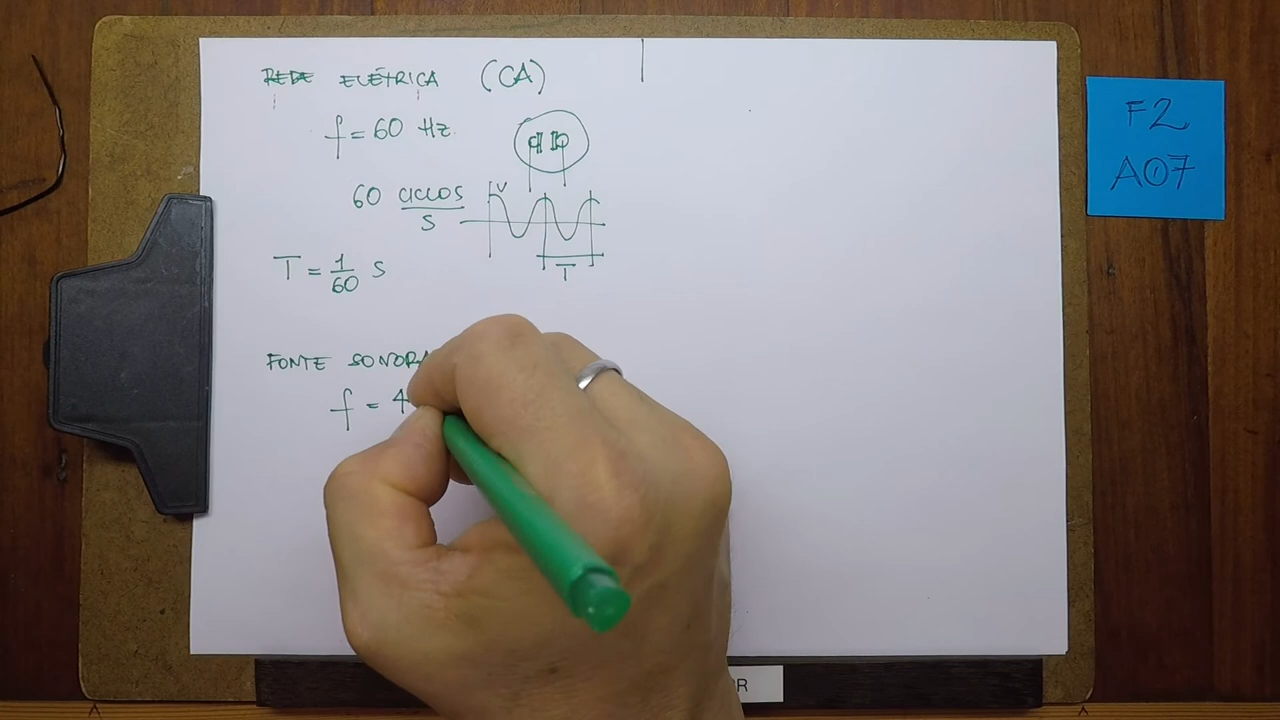 REDE ELÉTRICA (CA)
f = 60 Hz.
60 CICLOS
S
V
T
T = 1
60 S
FONTE SONORA
f = 4
F2
A07